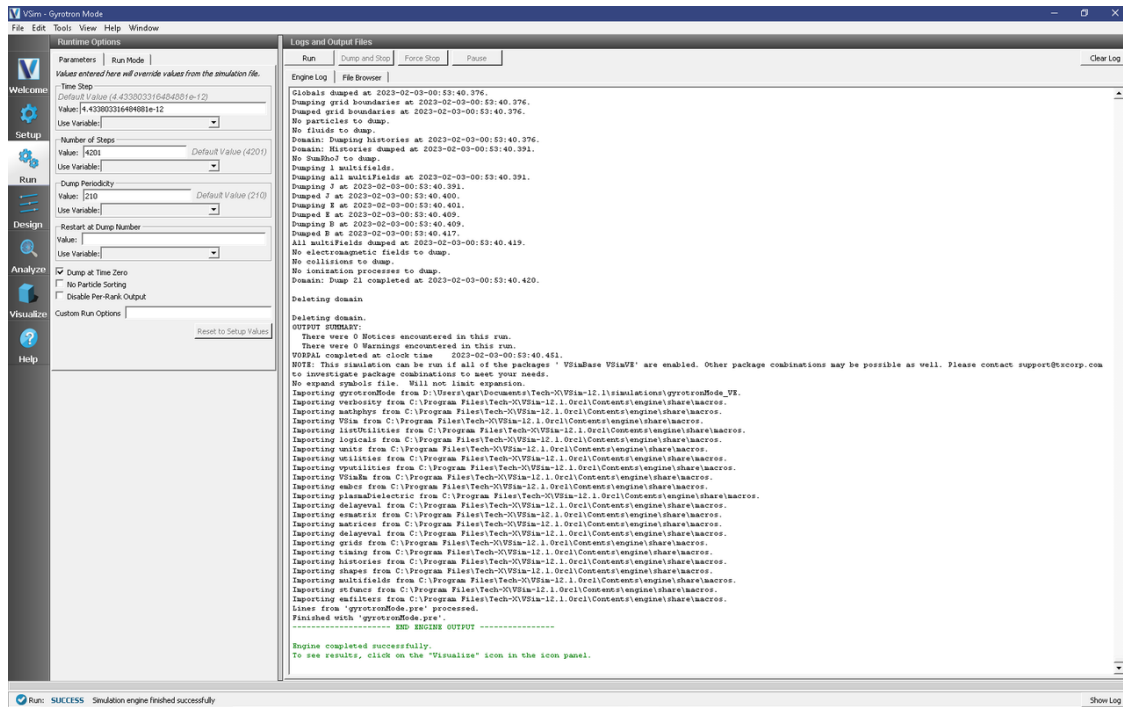 VSim - Gyrotron Mode
File Edit Tools View Help Window
Runtime Options
Logs and Output Files
Welcome
Setup
Run
Design
Analyze
Visualize
Help
Parameters Run Mode
Values entered here will override values from the simulation file.
Time Step
Default Value (4.433803316484881e-12)
Value: 4.433803316484881e-12
Use Variable:
Number of Steps
Value: 4201 Default Value (4201)
Use Variable:
Dump Periodicity
Value: 210 Default Value (210)
Use Variable:
Restart at Dump Number
Value:
Use Variable:
Dump at Time Zero
No Particle Sorting
Disable Per-Rank Output
Custom Run Options
Reset to Setup Values
Run Dump and Stop Force Stop Pause Clear Log
Engine Log File Browser
Globals dumped at 2023-02-03-00:53:40.376.
Dumping grid boundaries at 2023-02-03-00:53:40.376.
Dumped grid boundaries at 2023-02-03-00:53:40.376.
No particles to dump.
No fluids to dump.
Domain: Dumping histories at 2023-02-03-00:53:40.376.
Domain: Histories dumped at 2023-02-03-00:53:40.391.
No SumRhoJ to dump.
Dumping 1 multifields.
Dumping all multiFields at 2023-02-03-00:53:40.391.
Dumping J at 2023-02-03-00:53:40.391.
Dumped J at 2023-02-03-00:53:40.400.
Dumping E at 2023-02-03-00:53:40.401.
Dumped E at 2023-02-03-00:53:40.409.
Dumping B at 2023-02-03-00:53:40.409.
Dumped B at 2023-02-03-00:53:40.417.
All multiFields dumped at 2023-02-03-00:53:40.419.
No electromagnetic fields to dump.
No collisions to dump.
No ionization processes to dump.
Domain: Dump 21 completed at 2023-02-03-00:53:40.420.
Deleting domain
Deleting domain.
OUTPUT SUMMARY:
There were 0 Notices encountered in this run.
There were 0 Warnings encountered in this run.
VORPAL completed at clock time 2023-02-03-00:53:40.451.
NOTE: This simulation can be run if all of the packages ' VSimBase VSimVE' are enabled. Other package combinations may be possible as well. Please contact support@txcorp.com
to investigate package combinations to meet your needs.
No expand symbols file. Will not limit expansion.
Importing gyrotronMode from D:\Users\qar\Documents\Tech-X\VSim-12.1\simulations\gyrotronMode_VE.
Importing verbosity from C:\Program Files\Tech-X\VSim-12.1.0rc1\Contents\engine\share\macros.
Importing mathphys from C:\Program Files\Tech-X\VSim-12.1.0rc1\Contents\engine\share\macros.
Importing VSim from C:\Program Files\Tech-X\VSim-12.1.0rc1\Contents\engine\share\macros.
Importing listUtilities from C:\Program Files\Tech-X\VSim-12.1.0rc1\Contents\engine\share\macros.
Importing logicals from C:\Program Files\Tech-X\VSim-12.1.0rc1\Contents\engine\share\macros.
Importing units from C:\Program Files\Tech-X\VSim-12.1.0rc1\Contents\engine\share\macros.
Importing utilities from C:\Program Files\Tech-X\VSim-12.1.0rc1\Contents\engine\share\macros.
Importing vputilities from C:\Program Files\Tech-X\VSim-12.1.0rc1\Contents\engine\share\macros.
Importing VSimEm from C:\Program Files\Tech-X\VSim-12.1.0rc1\Contents\engine\share\macros.
Importing embcs from C:\Program Files\Tech-X\VSim-12.1.0rc1\Contents\engine\share\macros.
Importing plasmaDielectric from C:\Program Files\Tech-X\VSim-12.1.0rc1\Contents\engine\share\macros.
Importing delayeval from C:\Program Files\Tech-X\VSim-12.1.0rc1\Contents\engine\share\macros.
Importing esmatrix from C:\Program Files\Tech-X\VSim-12.1.0rc1\Contents\engine\share\macros.
Importing matrices from C:\Program Files\Tech-X\VSim-12.1.0rc1\Contents\engine\share\macros.
Importing delayeval from C:\Program Files\Tech-X\VSim-12.1.0rc1\Contents\engine\share\macros.
Importing grids from C:\Program Files\Tech-X\VSim-12.1.0rc1\Contents\engine\share\macros.
Importing timing from C:\Program Files\Tech-X\VSim-12.1.0rc1\Contents\engine\share\macros.
Importing histories from C:\Program Files\Tech-X\VSim-12.1.0rc1\Contents\engine\share\macros.
Importing shapes from C:\Program Files\Tech-X\VSim-12.1.0rc1\Contents\engine\share\macros.
Importing multifields from C:\Program Files\Tech-X\VSim-12.1.0rc1\Contents\engine\share\macros.
Importing stfuncs from C:\Program Files\Tech-X\VSim-12.1.0rc1\Contents\engine\share\macros.
Importing emfilters from C:\Program Files\Tech-X\VSim-12.1.0rc1\Contents\engine\share\macros.
Lines from 'gyrotronMode.pre' processed.
Finished with 'gyrotronMode.pre'.
-------------------- END ENGINE OUTPUT ----------------
Engine completed successfully.
To see results, click on the "Visualize" icon in the icon panel.
Run: SUCCESS Simulation engine finished successfully
Show Log